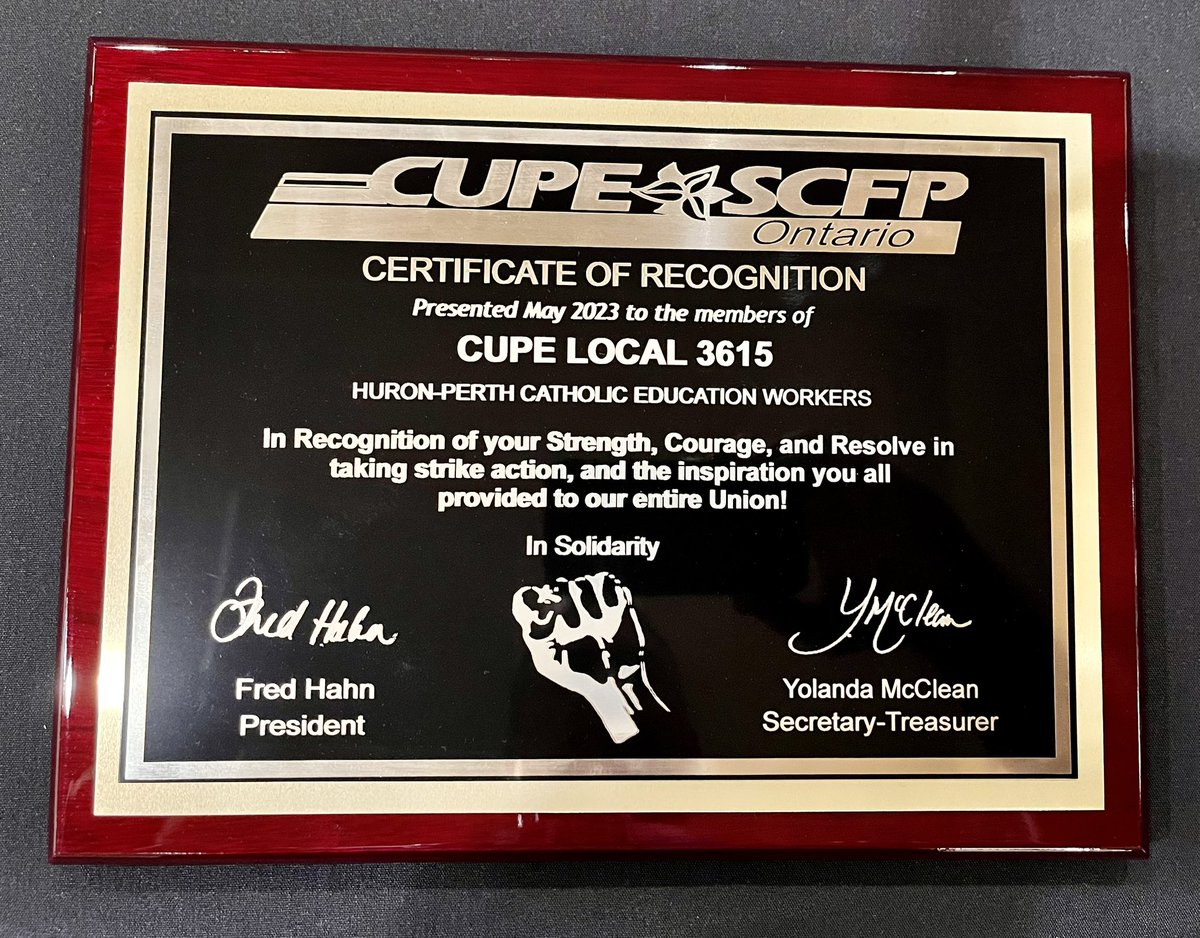 CUPE SCFP
Ontario
CERTIFICATE OF RECOGNITION
Presented May 2023 to the members of
CUPE LOCAL 3615
HURON-PERTH CATHOLIC EDUCATION WORKERS
In Recognition of your Strength, Courage, and Resolve in
taking strike action, and the inspiration you all
provided to our entire Union!
In Solidarity
Fred Hahn
Y McClean
Fred Hahn
President
Yolanda McClean
Secretary-Treasurer